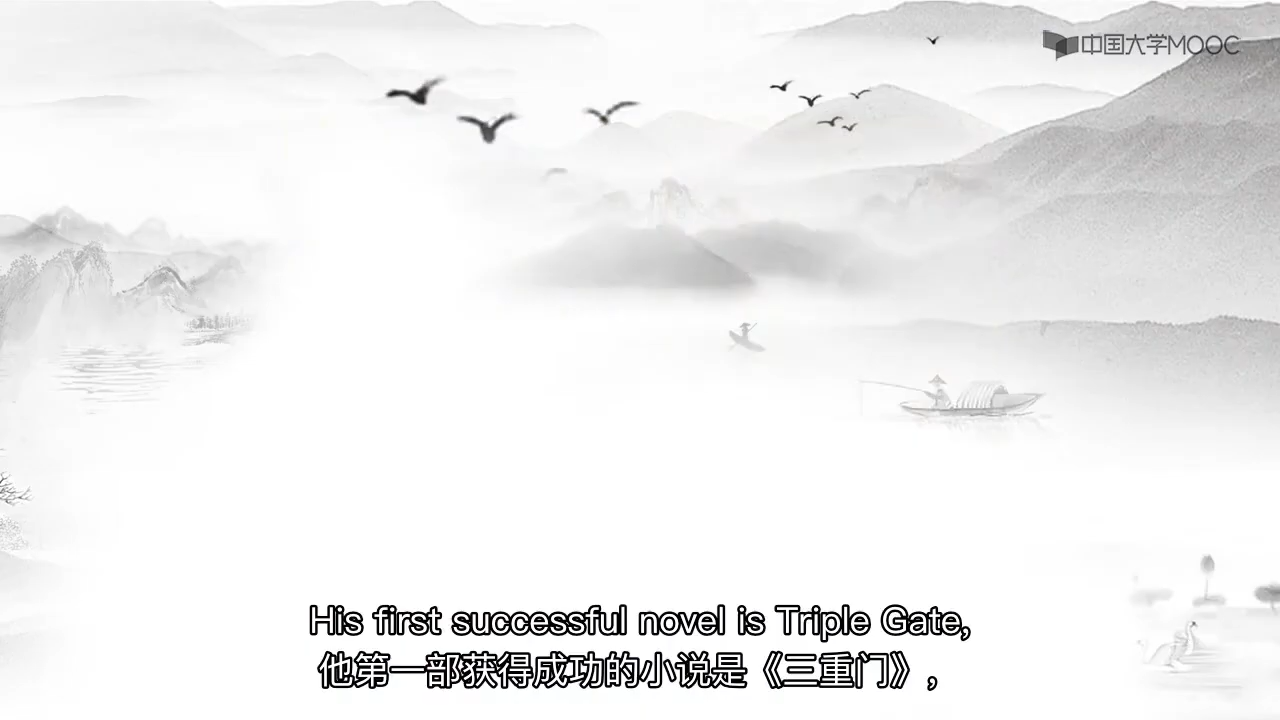 中国大学MOOC
His first successful novel is Triple Gate,
他第一部获得成功的小说是《三重门》，